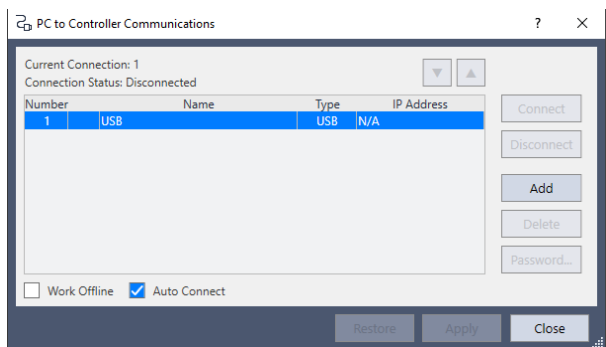 PC to Controller Communications ? X
Current Connection: 1
Connection Status: Disconnected
Number Name Type IP Address
1 USB USB N/A
Connect
Disconnect
Add
Delete
Password...
Work Offline Auto Connect
Restore Apply Close